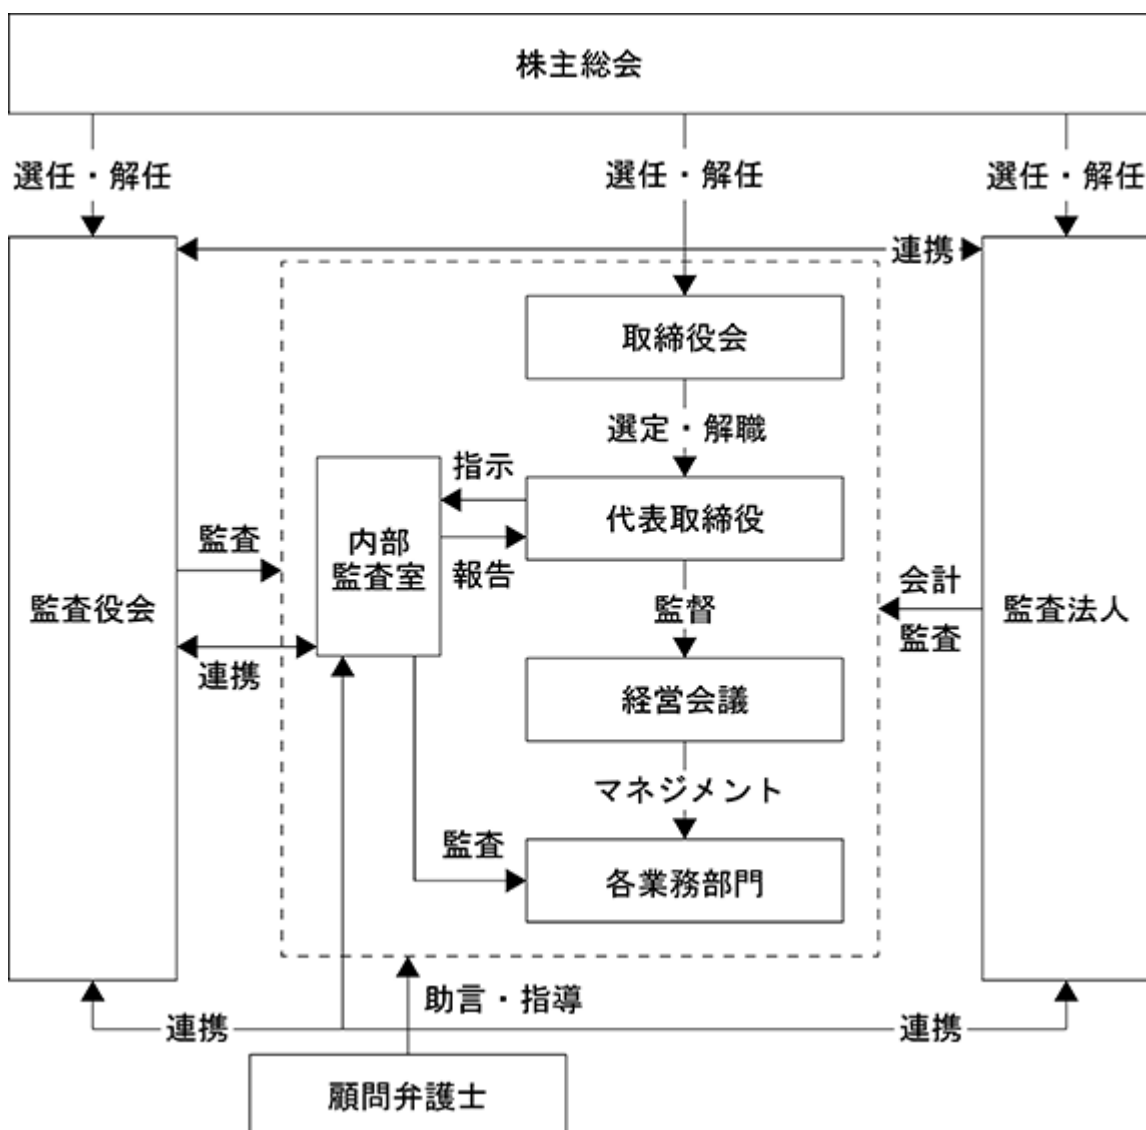 株主総会
選任・解任
選任・解任
選任・解任
連携
取締役会
選定・解職
指示
代表取締役
内部
監査室
報告
監査
監査役会
連携
監督
会計
監査
監査法人
経営会議
マネジメント
監査
各業務部門
助言・指導
連携
連携
顧問弁護士